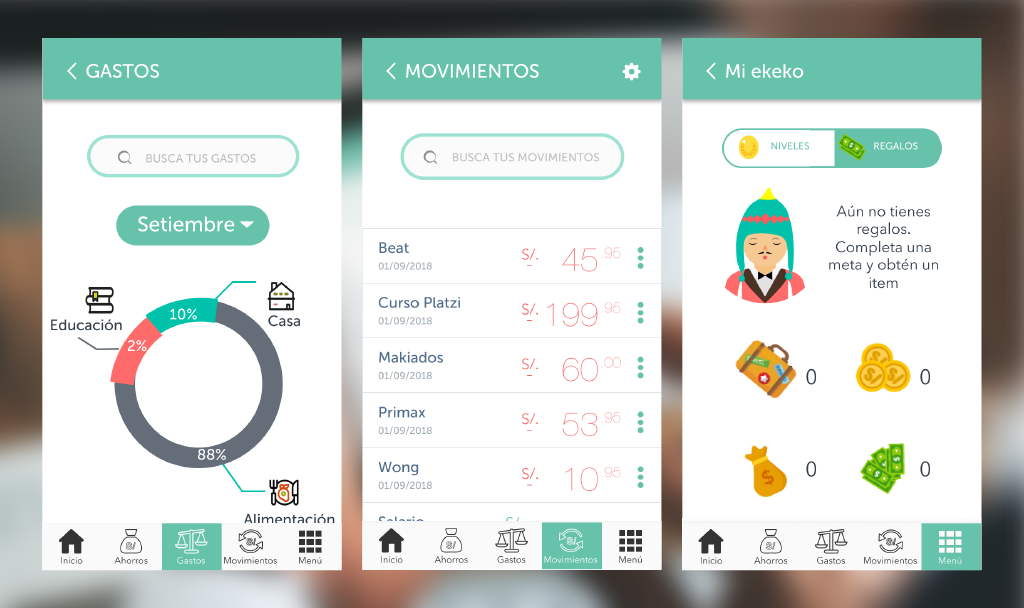 GASTOS
BUSCA TUS GASTOS
Setiembre
Educación
Casa
10%
2%
88%
Alimentación
Inicio
Ahorros
Gastos
Movimientos
Menú
MOVIMIENTOS
BUSCA TUS MOVIMIENTOS
Beat
01/09/2018
S/. - 45.95
Curso Platzi
01/09/2018
S/. - 199.95
Makiados
01/09/2018
S/. - 60.00
Primax
01/09/2018
S/. - 53.95
Wong
01/09/2018
S/. - 10.95
Salario S/.
Inicio
Ahorros
Gastos
Movimientos
Menú
Mi ekeko
NIVELES
REGALOS
Aún no tienes
regalos.
Completa una
meta y obtén un
item
0
0
0
0
Inicio
Ahorros
Gastos
Movimientos
Menú